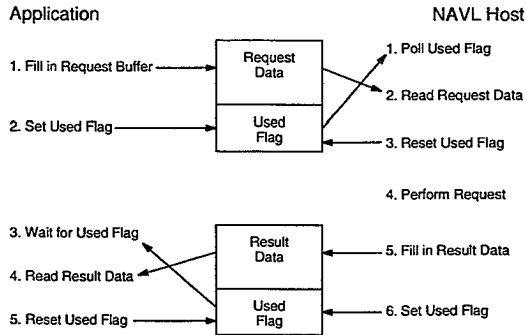 Application
NAVL Host
1. Fill in Request Buffer
Request
Data
1. Poll Used Flag
2. Read Request Data
2. Set Used Flag
Used
Flag
3. Reset Used Flag
4. Perform Request
3. Wait for Used Flag
4. Read Result Data
Result
Data
5. Fill in Result Data
5. Reset Used Flag
Used
Flag
6. Set Used Flag